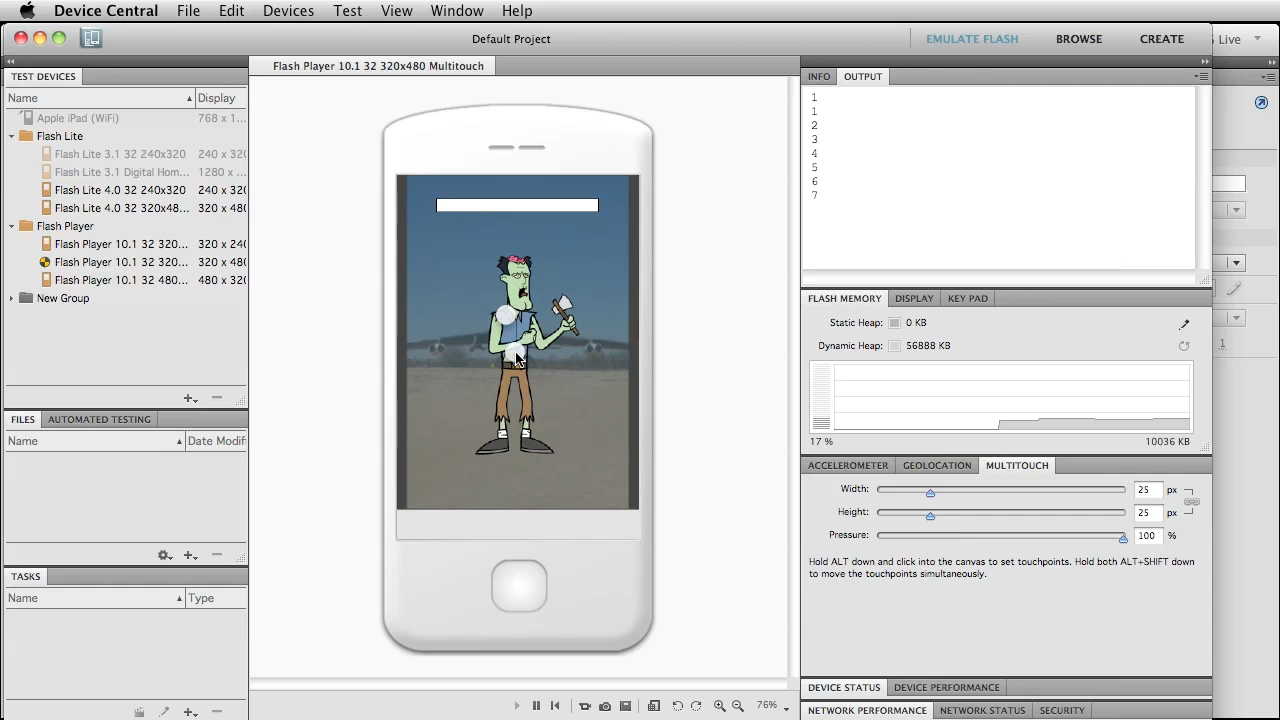 Device Central File Edit Devices Test View Window Help
Default Project
EMULATE FLASH BROWSE CREATE
S Live
TEST DEVICES
Name Display
Apple iPad (WiFi) 768 x 1...
Flash Lite
Flash Lite 3.1 32 240x320 240 x 320
Flash Lite 3.1 Digital Hom... 1280 x ...
Flash Lite 4.0 32 240x320 240 x 320
Flash Lite 4.0 32 320x48... 320 x 480
Flash Player
Flash Player 10.1 32 320... 320 x 240
Flash Player 10.1 32 320... 320 x 480
Flash Player 10.1 32 480... 480 x 320
New Group
FILES AUTOMATED TESTING
Name Date Modif
TASKS
Name Type
Flash Player 10.1 32 320x480 Multitouch
76%
INFO OUTPUT
1
1
2
3
4
5
6
7
FLASH MEMORY DISPLAY KEY PAD
Static Heap: 0 KB
Dynamic Heap: 56888 KB
17 % 10036 KB
ACCELEROMETER GEOLOCATION MULTITOUCH
Width: 25 px
Height: 25 px
Pressure: 100 %
Hold ALT down and click into the canvas to set touchpoints. Hold both ALT+SHIFT down
to move the touchpoints simultaneously.
DEVICE STATUS DEVICE PERFORMANCE
NETWORK PERFORMANCE NETWORK STATUS SECURITY
1